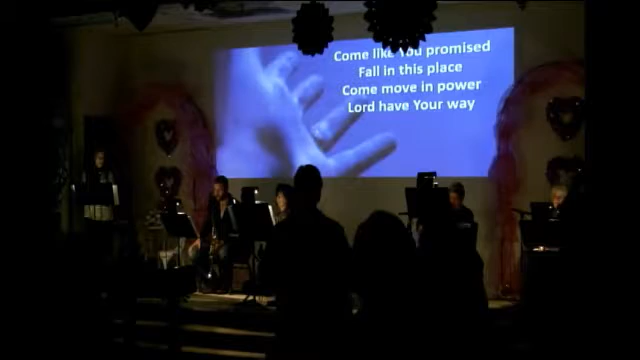 Come like You promised
Fall in this place
Come move in power
Lord have Your way